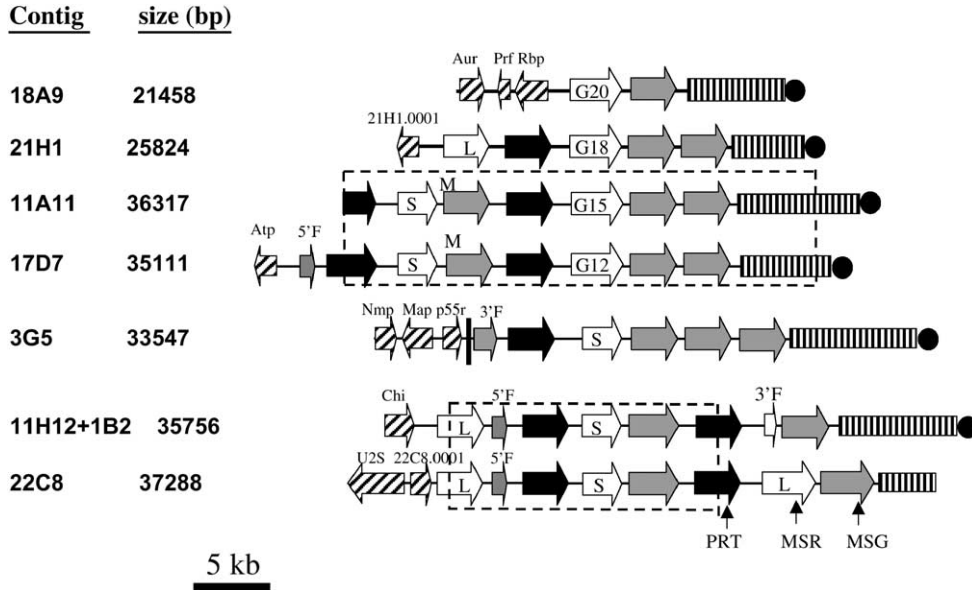 Contig size (bp)
Aur Prf Rbp
18A9 21458 G20
21H1.0001
21H1 25824 L G18
M
11A11 36317 S G15
Atp 5'F M
17D7 35111 S G12
Nmp Map p55r 3'F
3G5 33547 S
Chi 5'F 3'F
11H12+1B2 35756 L S
U2S 22C8.0001 5'F
22C8 37288 L S L
PRT MSR MSG
5 kb